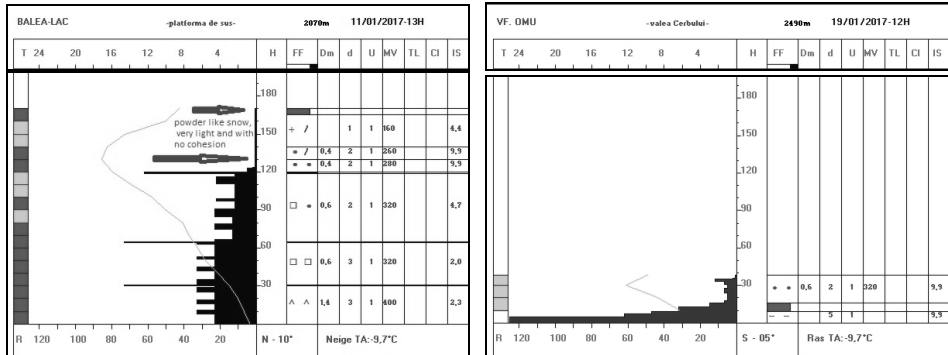 BALEA-LAC -platforma de sus- 2070m 11/01/2017-13H
T 24 20 16 12 8 4 H FF Dm d U MV TL CI IS
180
powder like snow,
very light and with
no cohesion
+ / 1 1 160 4,4
150
• / 0,4 2 1 260 9,9
• • 0,4 2 1 280 9,9
120
□ • 0,6 2 1 320 4,7
90
60
□ □ 0,6 3 1 320 2,0
30
^ ^ 1,4 3 1 400 2,3
R 120 100 80 60 40 20 N - 10° Neige TA:-9,7°C
VF. OMU -valea Cerbului- 2490m 19/01/2017-12H
T 24 20 16 12 8 4 H FF Dm d U MV TL CI IS
180
150
120
90
60
30
• • 0,6 2 1 320 9,9
– – 5 1 9,9
R 120 100 80 60 40 20 S - 05° Ras TA:-9,7°C